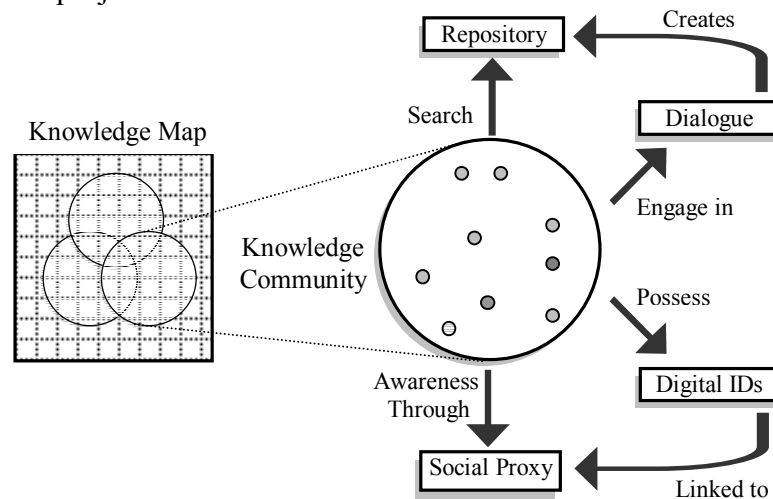 Creates
Repository
Search
Dialogue
Knowledge Map
Engage in
Knowledge
Community
Possess
Awareness
Through
Digital IDs
Social Proxy
Linked to